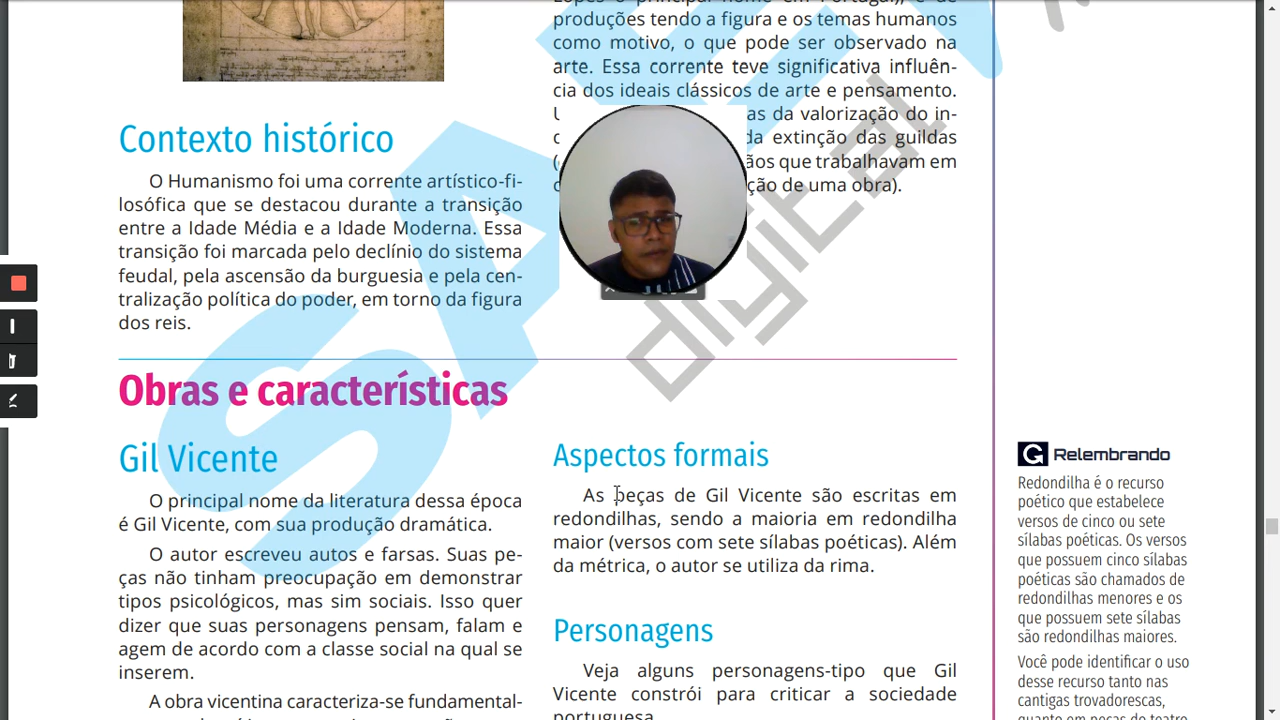 Contexto histórico
O Humanismo foi uma corrente artístico-fi-
losófica que se destacou durante a transição
entre a Idade Média e a Idade Moderna. Essa
transição foi marcada pelo declínio do sistema
feudal, pela ascensão da burguesia e pela cen-
tralização política do poder, em torno da figura
dos reis.
produções tendo a figura e os temas humanos
como motivo, o que pode ser observado na
arte. Essa corrente teve significativa influên-
cia dos ideais clássicos de arte e pensamento.
da valorização do in-
extinção das guildas
que trabalhavam em
de uma obra).
Obras e características
Gil Vicente
O principal nome da literatura dessa época
é Gil Vicente, com sua produção dramática.
O autor escreveu autos e farsas. Suas pe-
ças não tinham preocupação em demonstrar
tipos psicológicos, mas sim sociais. Isso quer
dizer que suas personagens pensam, falam e
agem de acordo com a classe social na qual se
inserem.
A obra vicentina caracteriza-se fundamental-
Aspectos formais
As peças de Gil Vicente são escritas em
redondilhas, sendo a maioria em redondilha
maior (versos com sete sílabas poéticas). Além
da métrica, o autor se utiliza da rima.
Personagens
Veja alguns personagens-tipo que Gil
Vicente constrói para criticar a sociedade
portuguesa
G Relembrando
Redondilha é o recurso
poético que estabelece
versos de cinco ou sete
sílabas poéticas. Os versos
que possuem cinco sílabas
poéticas são chamados de
redondilhas menores e os
que possuem sete sílabas
são redondilhas maiores.
Você pode identificar o uso
desse recurso tanto nas
cantigas trovadorescas,
quanto em peças de teatro
digital